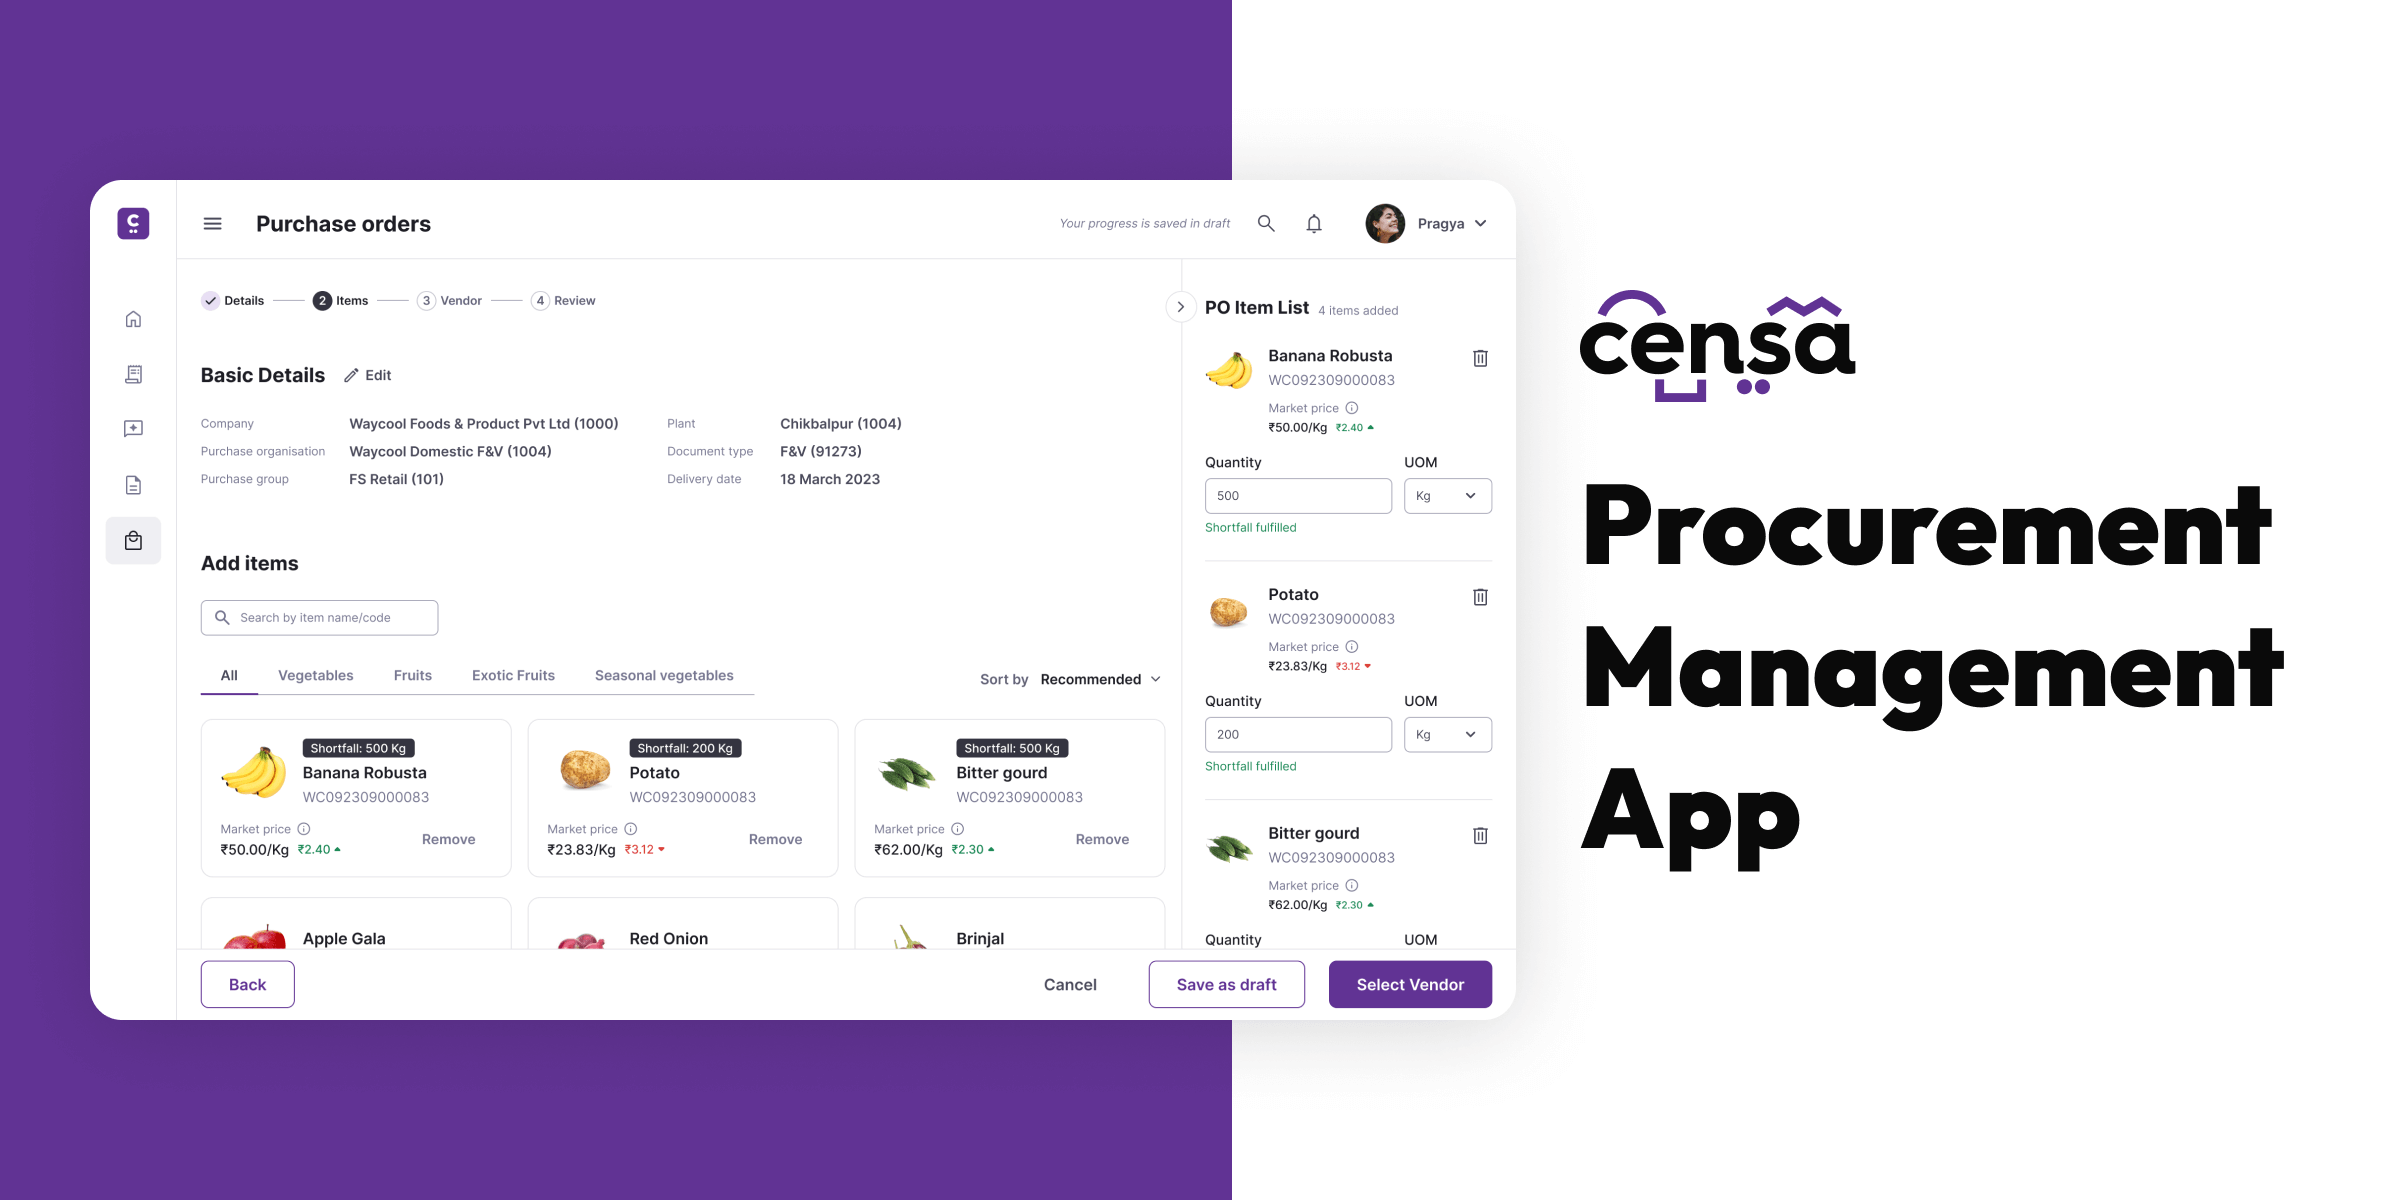 Purchase orders
Your progress is saved in draft
Pragya
Details
2 Items
3 Vendor
4 Review
Basic Details
Edit
Company Waycool Foods & Product Pvt Ltd (1000)
Plant Chikbalpur (1004)
Purchase organisation Waycool Domestic F&V (1004)
Document type F&V (91273)
Purchase group FS Retail (101)
Delivery date 18 March 2023
Add items
Search by item name/code
All Vegetables Fruits Exotic Fruits Seasonal vegetables
Sort by Recommended
Shortfall: 500 Kg
Banana Robusta
WC092309000083
Market price
₹50.00/Kg ₹2.40
Remove
Shortfall: 200 Kg
Potato
WC092309000083
Market price
₹23.83/Kg ₹3.12
Remove
Shortfall: 500 Kg
Bitter gourd
WC092309000083
Market price
₹62.00/Kg ₹2.30
Remove
Apple Gala
Red Onion
Brinjal
PO Item List 4 items added
Banana Robusta
WC092309000083
Market price
₹50.00/Kg ₹2.40
Quantity UOM
500 Kg
Shortfall fulfilled
Potato
WC092309000083
Market price
₹23.83/Kg ₹3.12
Quantity UOM
200 Kg
Shortfall fulfilled
Bitter gourd
WC092309000083
Market price
₹62.00/Kg ₹2.30
Quantity UOM
Back
Cancel
Save as draft
Select Vendor
censa
Procurement
Management
App